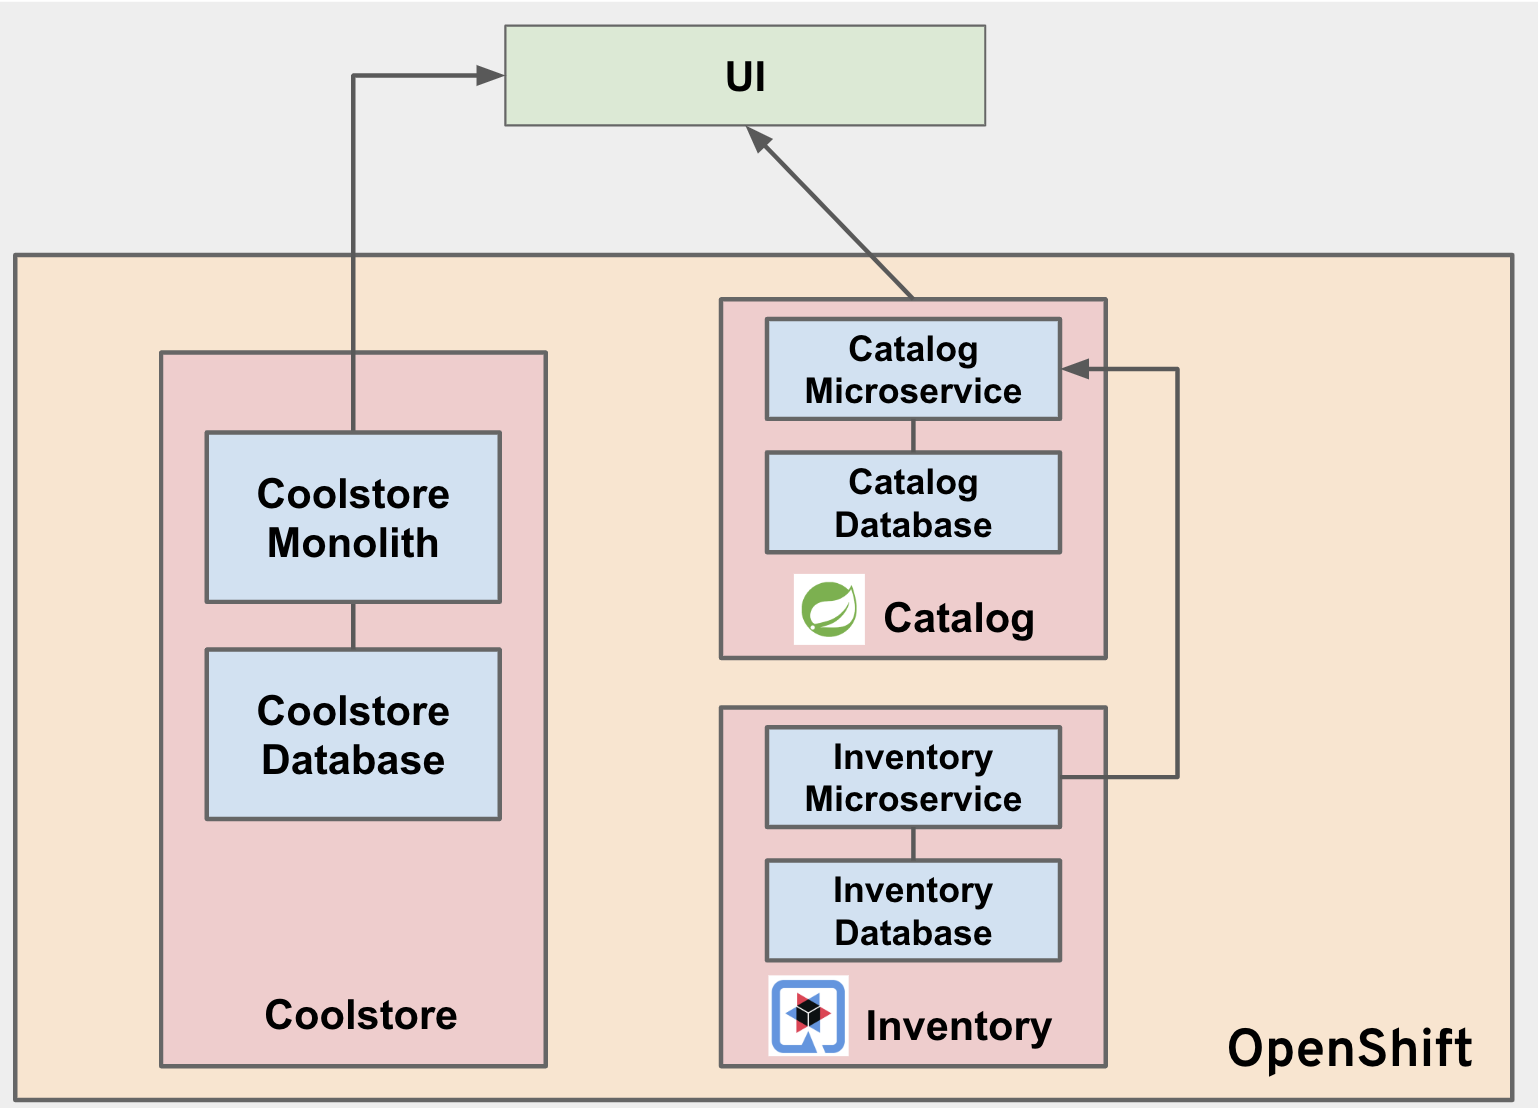 UI
Coolstore
Monolith
Coolstore
Database
Coolstore
Catalog
Microservice
Catalog
Database
Catalog
Inventory
Microservice
Inventory
Database
Inventory
OpenShift